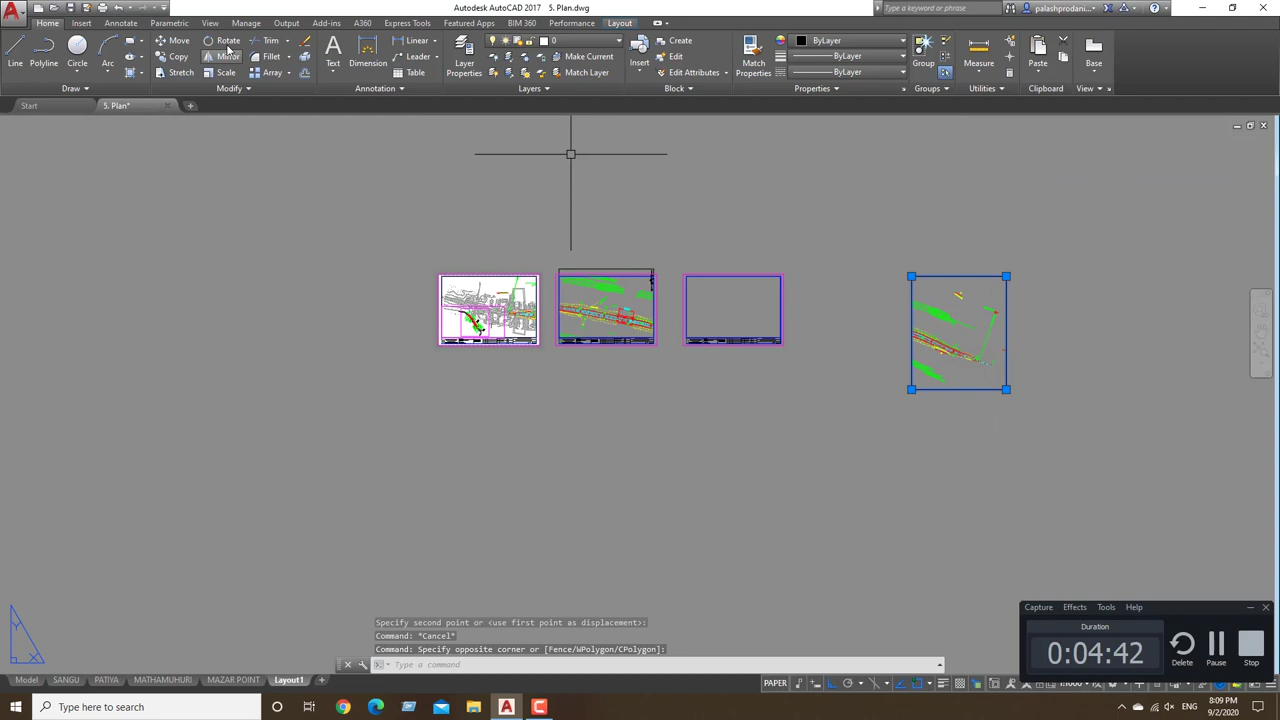 Autodesk AutoCAD 2017 5. Plan.dwg
Type a keyword or phrase
palashprodani...
Home Insert Annotate Parametric View Manage Output Add-ins A360 Express Tools Featured Apps BIM 360 Performance Layout
Line Polyline Circle Arc
Move Rotate Trim
Copy Mirror Fillet
Stretch Scale Array
Text Dimension
Linear
Leader
Table
Layer
Properties
0
Make Current
Match Layer
Insert
Create
Edit
Edit Attributes
Match
Properties
ByLayer
ByLayer
ByLayer
Group Measure Paste Base
Draw Modify Annotation Layers Block Properties Groups Utilities Clipboard View
Start 5. Plan*
Y
X
Specify second point or <use first point as displacement>:
Command: *Cancel*
Command: Specify opposite corner or [Fence/WPolygon/CPolygon]:
Type a command
Capture Effects Tools Help
Duration
0:04:42
Delete Pause Stop
Model SANGU PATIYA MATHAMUHURI MAZAR POINT Layout1
PAPER
Type here to search
8:09 PM
9/2/2020